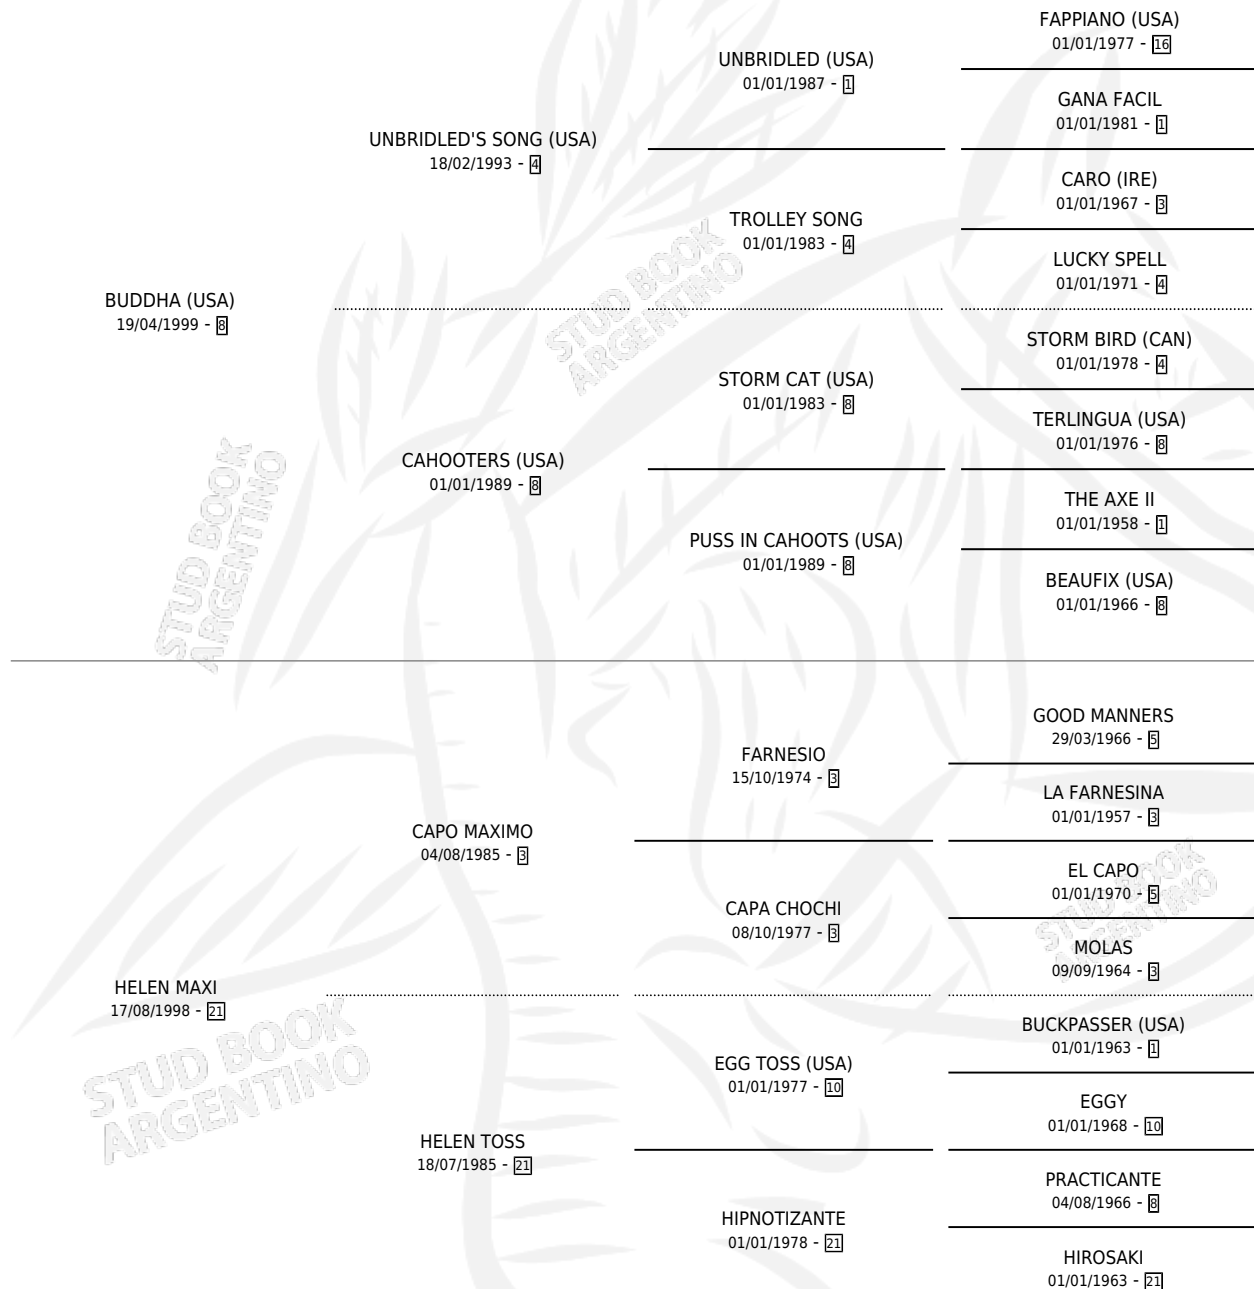 FAPPIANO (USA)
01/01/1977 - 16
UNBRIDLED (USA)
01/01/1987 - 1
GANA FACIL
01/01/1981 - 1
UNBRIDLED'S SONG (USA)
18/02/1993 - 4
CARO (IRE)
01/01/1967 - 3
TROLLEY SONG
01/01/1983 - 4
LUCKY SPELL
01/01/1971 - 4
BUDDHA (USA)
19/04/1999 - 8
STORM BIRD (CAN)
01/01/1978 - 4
STORM CAT (USA)
01/01/1983 - 8
TERLINGUA (USA)
01/01/1976 - 8
CAHOOTERS (USA)
01/01/1989 - 8
THE AXE II
01/01/1958 - 1
PUSS IN CAHOOTS (USA)
01/01/1989 - 8
BEAUFIX (USA)
01/01/1966 - 8
GOOD MANNERS
29/03/1966 - 5
FARNESIO
15/10/1974 - 3
LA FARNESINA
01/01/1957 - 3
CAPO MAXIMO
04/08/1985 - 3
EL CAPO
01/01/1970 - 5
CAPA CHOCHI
08/10/1977 - 3
MOLAS
09/09/1964 - 3
HELEN MAXI
17/08/1998 - 21
BUCKPASSER (USA)
01/01/1963 - 1
EGG TOSS (USA)
01/01/1977 - 10
EGGY
01/01/1968 - 10
HELEN TOSS
18/07/1985 - 21
PRACTICANTE
04/08/1966 - 8
HIPNOTIZANTE
01/01/1978 - 21
HIROSAKI
01/01/1963 - 21
STUD BOOK
ARGENTINO
STUD BOOK
ARGENTINO
STUD BOOK
ARGENTINO
STUD BOOK
ARGENTINO